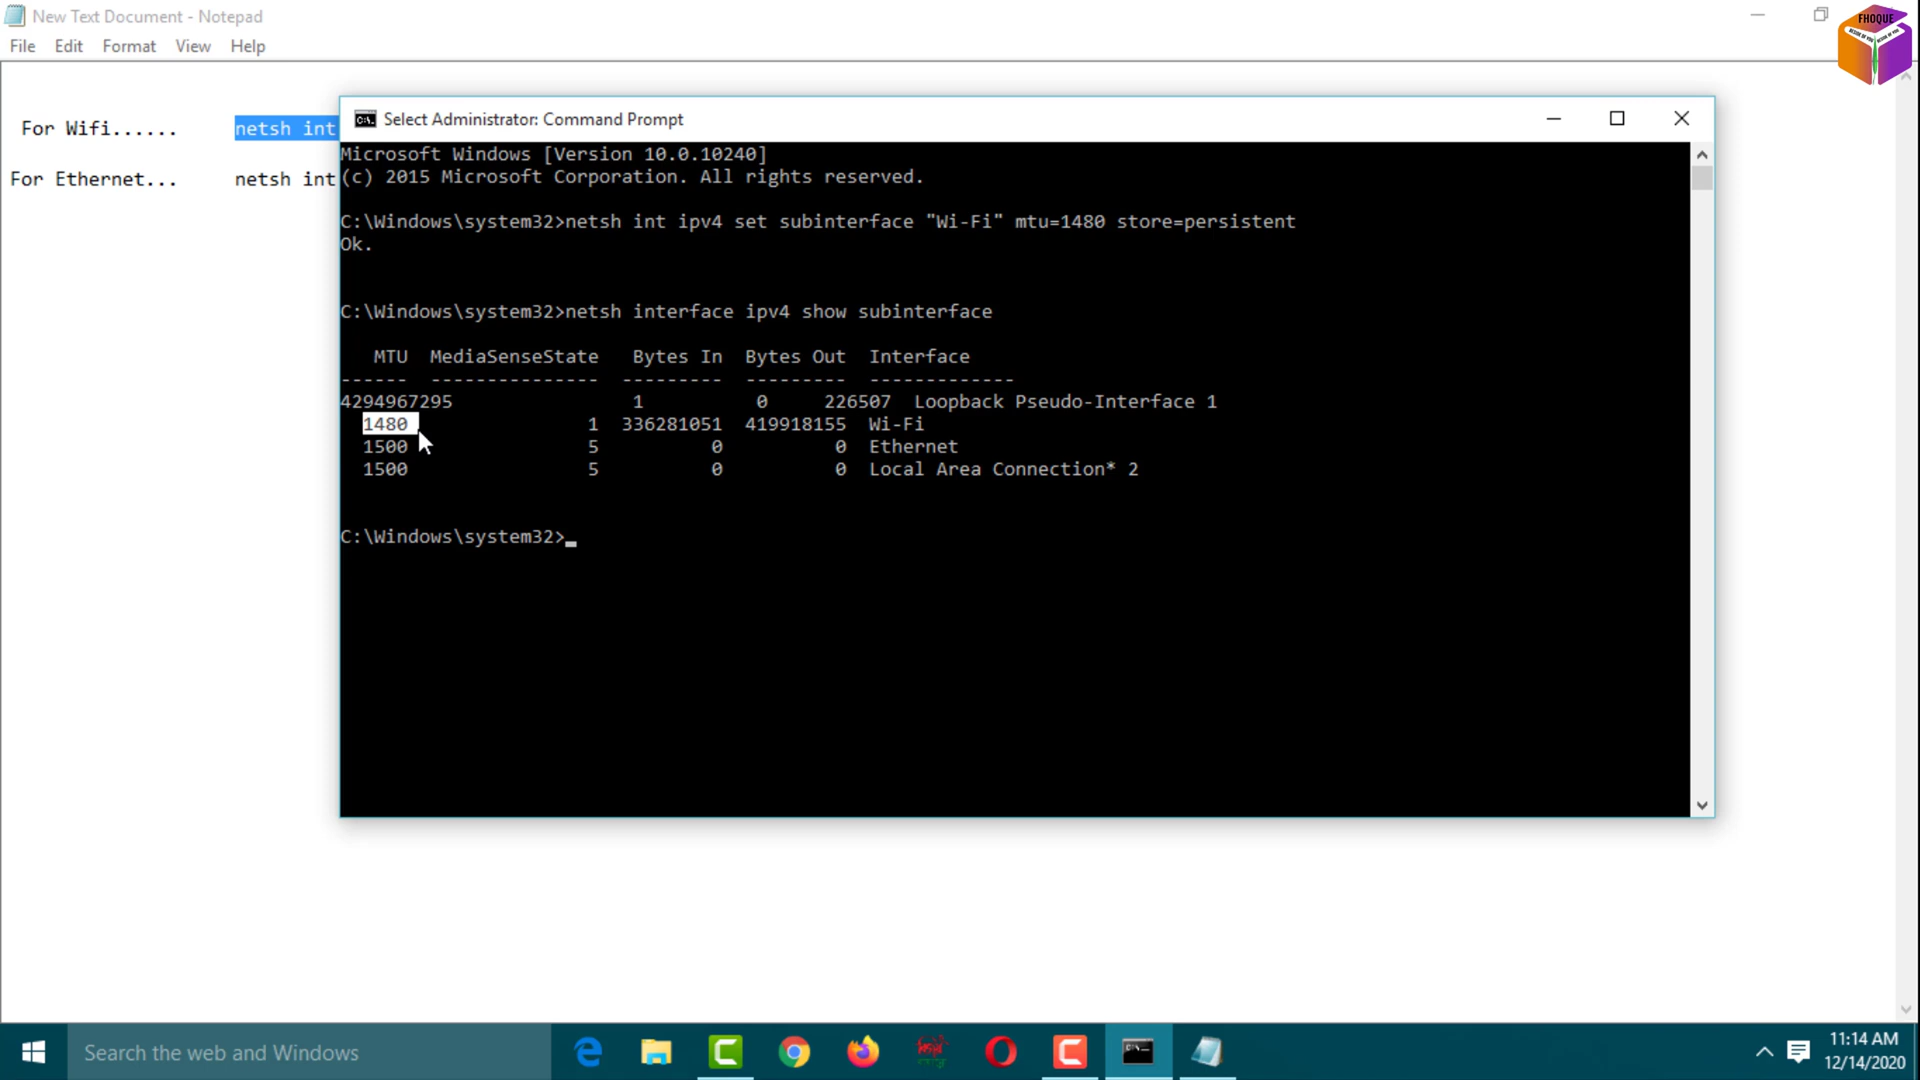 New Text Document - Notepad
File Edit Format View Help
For Wifi...... netsh int
For Ethernet... netsh int
Select Administrator: Command Prompt
Microsoft Windows [Version 10.0.10240]
(c) 2015 Microsoft Corporation. All rights reserved.
C:\Windows\system32>netsh int ipv4 set subinterface "Wi-Fi" mtu=1480 store=persistent
Ok.
C:\Windows\system32>netsh interface ipv4 show subinterface
MTU MediaSenseState Bytes In Bytes Out Interface
------ --------------- --------- --------- -------------
4294967295 1 0 226507 Loopback Pseudo-Interface 1
1480 1 336281051 419918155 Wi-Fi
1500 5 0 0 Ethernet
1500 5 0 0 Local Area Connection* 2
C:\Windows\system32>_
FHOQUE
Search the web and Windows
11:14 AM
12/14/2020